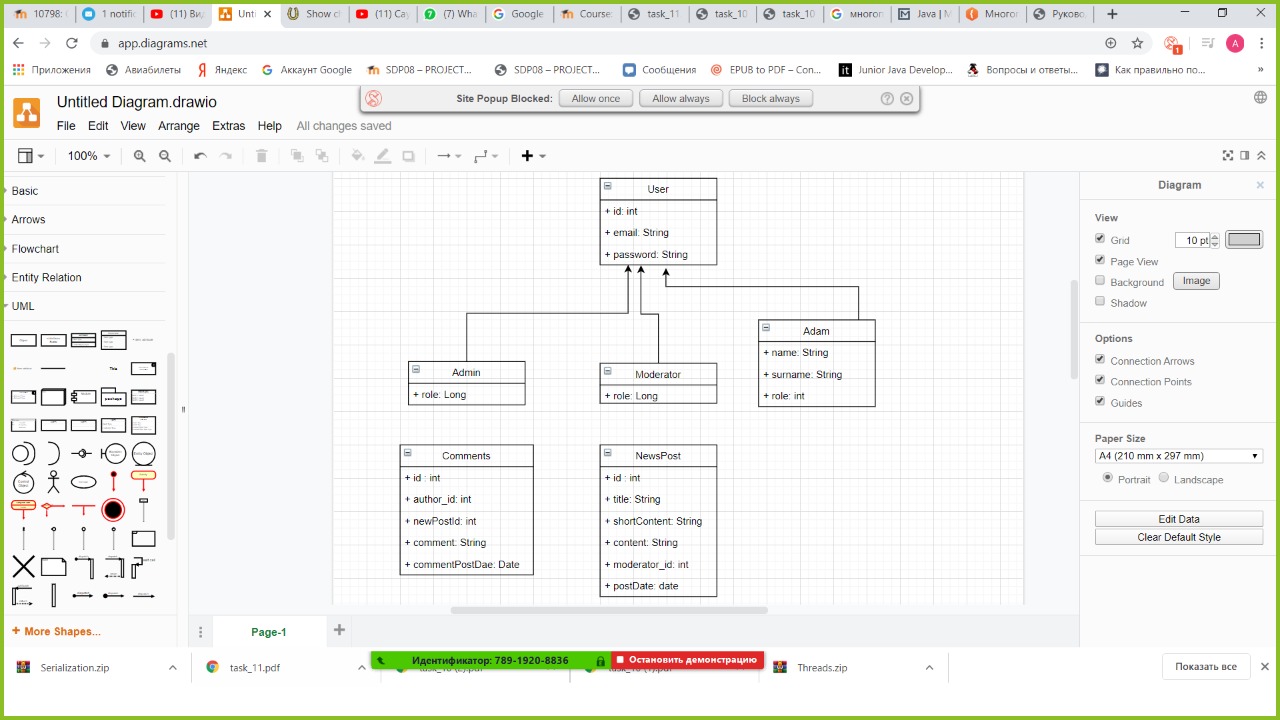 10798: (
1 notific
(11) Ви
Unti
Show c
(11) Cay
(7) Wha
Google
Course:
task_11
task_10
task_10
многоп
Java | M
Многог
Руково
app.diagrams.net
Приложения
Авиабилеты
Яндекс
Аккаунт Google
SDP08 – PROJECT...
SDP08 – PROJECT...
Сообщения
EPUB to PDF – Con...
Junior Java Develop...
Вопросы и ответы...
Как правильно по...
»
Untitled Diagram.drawio
Site Popup Blocked:
Allow once
Allow always
Block always
File Edit View Arrange Extras Help All changes saved
100%
Basic
Arrows
Flowchart
Entity Relation
UML
Title
package
+ More Shapes...
User
+ id: int
+ email: String
+ password: String
Admin
+ role: Long
Moderator
+ role: Long
Adam
+ name: String
+ surname: String
+ role: int
Comments
+ id : int
+ author_id: int
+ newPostId: int
+ comment: String
+ commentPostDae: Date
NewsPost
+ id : int
+ title: String
+ shortContent: String
+ content: String
+ moderator_id: int
+ postDate: date
Diagram
View
Grid 10 pt
Page View
Background Image
Shadow
Options
Connection Arrows
Connection Points
Guides
Paper Size
A4 (210 mm x 297 mm)
Portrait Landscape
Edit Data
Clear Default Style
Page-1
Serialization.zip
task_11.pdf
Идентификатор: 789-1920-8836
Остановить демонстрацию
Threads.zip
Показать все